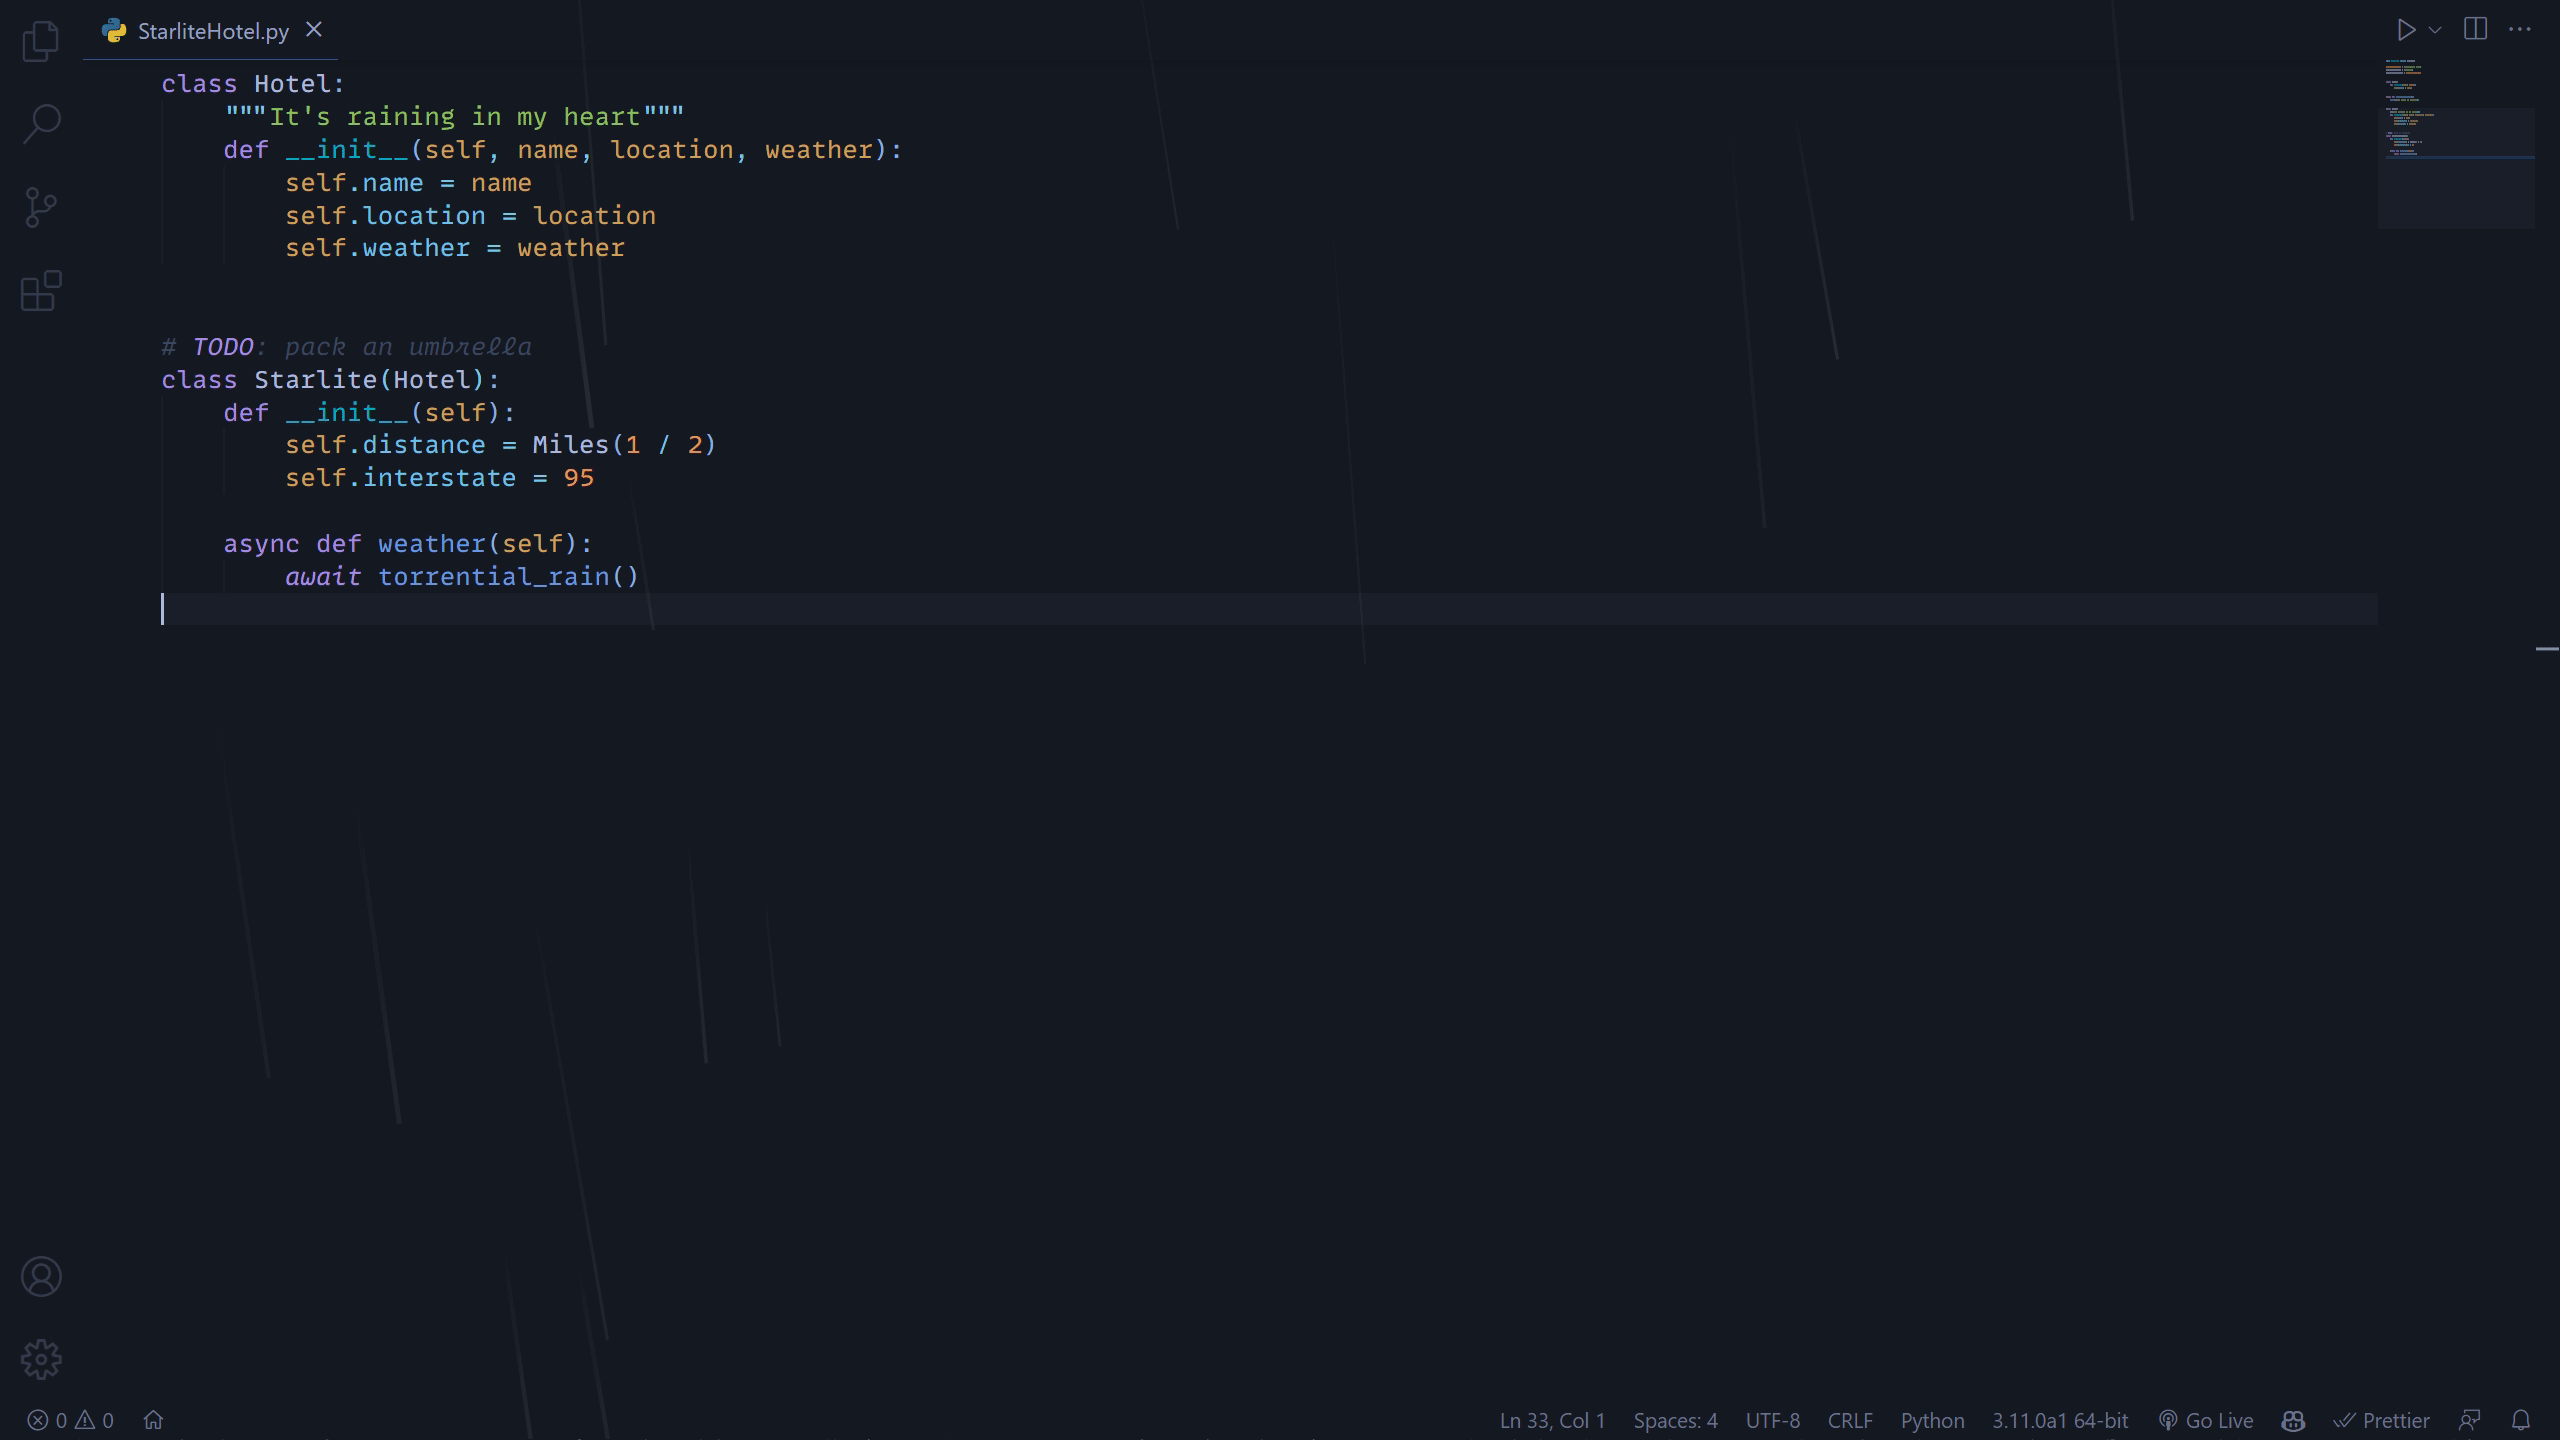 StarliteHotel.py
class Hotel:
    """It's raining in my heart"""
    def __init__(self, name, location, weather):
        self.name = name
        self.location = location
        self.weather = weather
# TODO: pack an umbrella
class Starlite(Hotel):
    def __init__(self):
        self.distance = Miles(1 / 2)
        self.interstate = 95
    async def weather(self):
        await torrential_rain()
0 0 Ln 33, Col 1 Spaces: 4 UTF-8 CRLF Python 3.11.0a1 64-bit Go Live Prettier